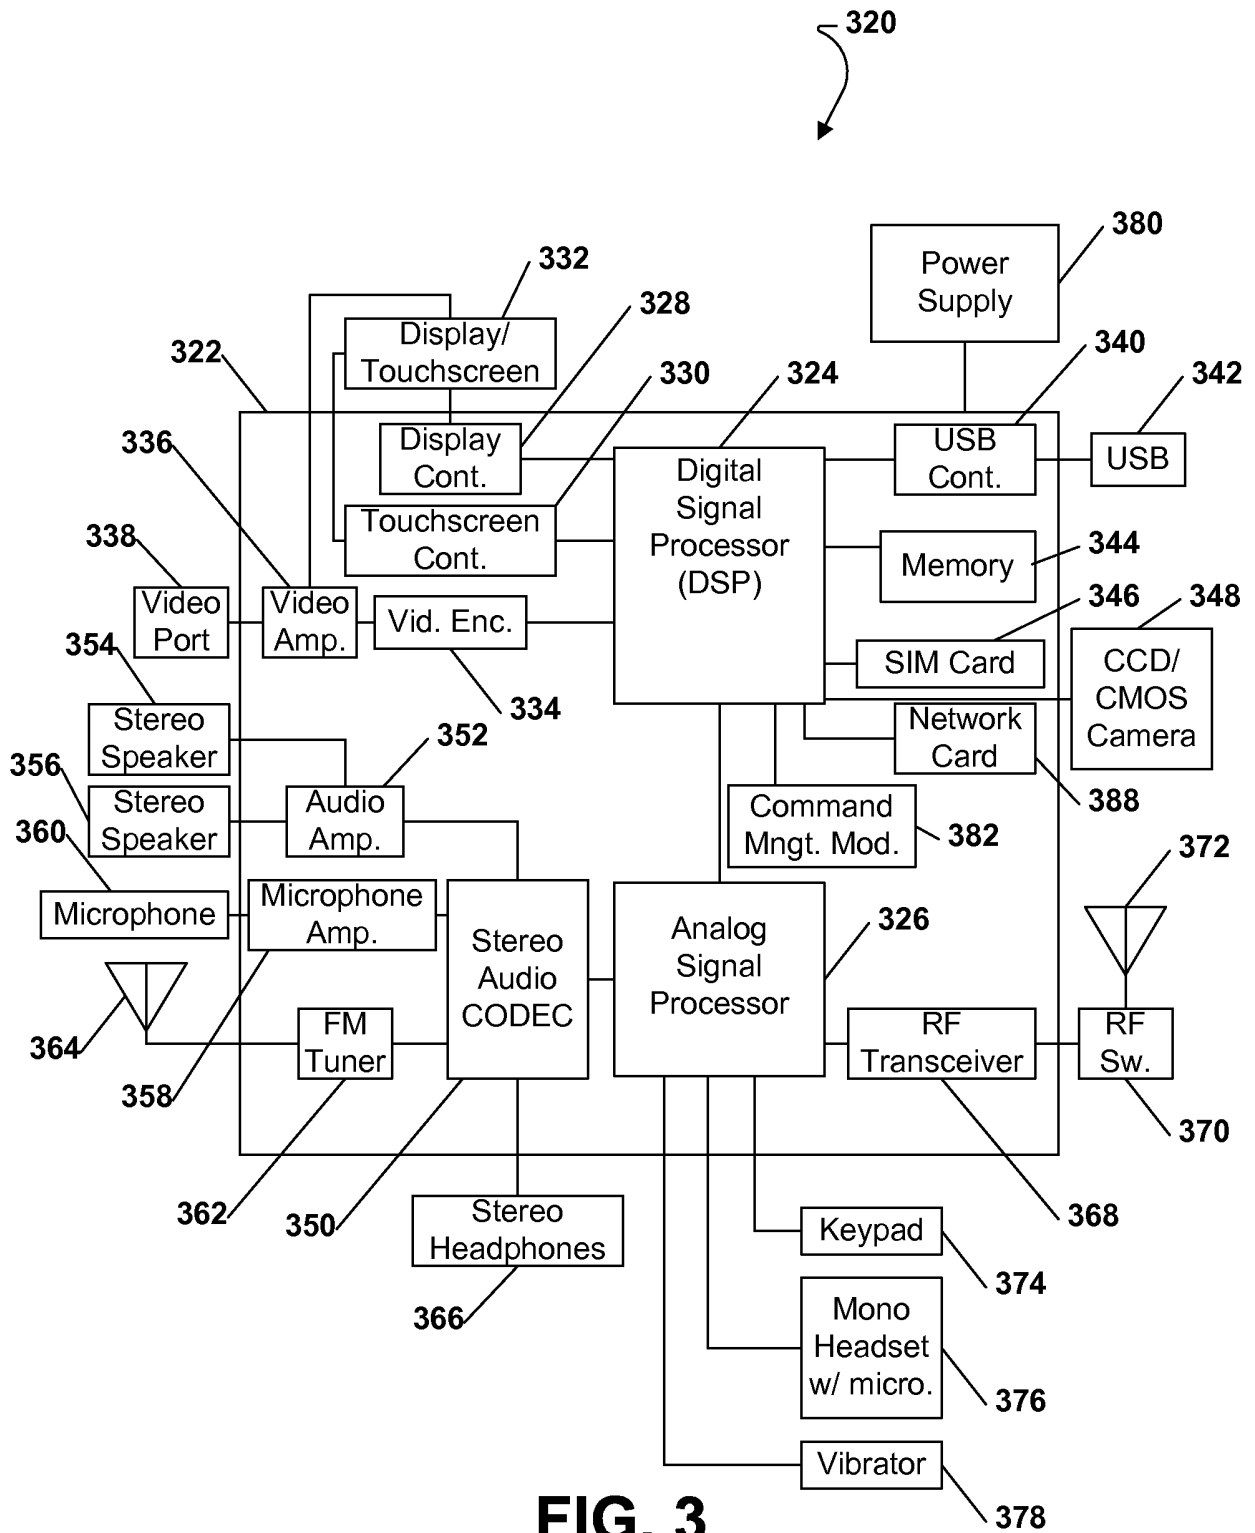 320
380
Power
Supply
332
328
340
Display/
Touchscreen
322
330
324
342
336
Display
Cont.
Digital
Signal
Processor
(DSP)
USB
Cont.
USB
338
Touchscreen
Cont.
Memory
344
346
348
Video
Port
Video
Amp.
Vid. Enc.
354
SIM Card
CCD/
CMOS
Camera
334
352
Stereo
Speaker
Network
Card
356
Stereo
Speaker
Audio
Amp.
Command
Mngt. Mod.
388
360
382
372
Microphone
Microphone
Amp.
Stereo
Audio
CODEC
Analog
Signal
Processor
326
364
FM
Tuner
RF
Transceiver
RF
Sw.
358
370
362
350
Stereo
Headphones
368
Keypad
374
366
Mono
Headset
w/ micro.
376
Vibrator
378
FIG. 3